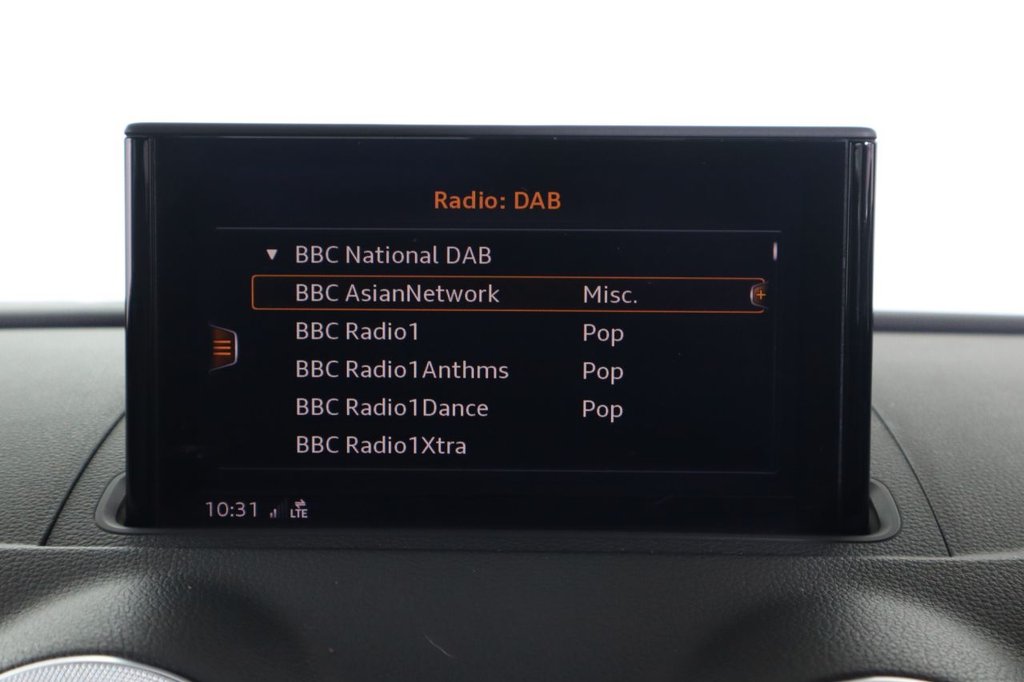 Radio: DAB
▼ BBC National DAB
BBC AsianNetwork Misc. +
BBC Radio1 Pop
BBC Radio1Anthms Pop
BBC Radio1Dance Pop
BBC Radio1Xtra
10:31 LTE